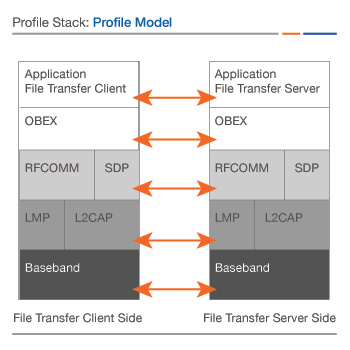 Profile Stack: Profile Model
Application
File Transfer Client
OBEX
RFCOMM
SDP
LMP
L2CAP
Baseband
File Transfer Client Side
Application
File Transfer Server
OBEX
RFCOMM
SDP
LMP
L2CAP
Baseband
File Transfer Server Side